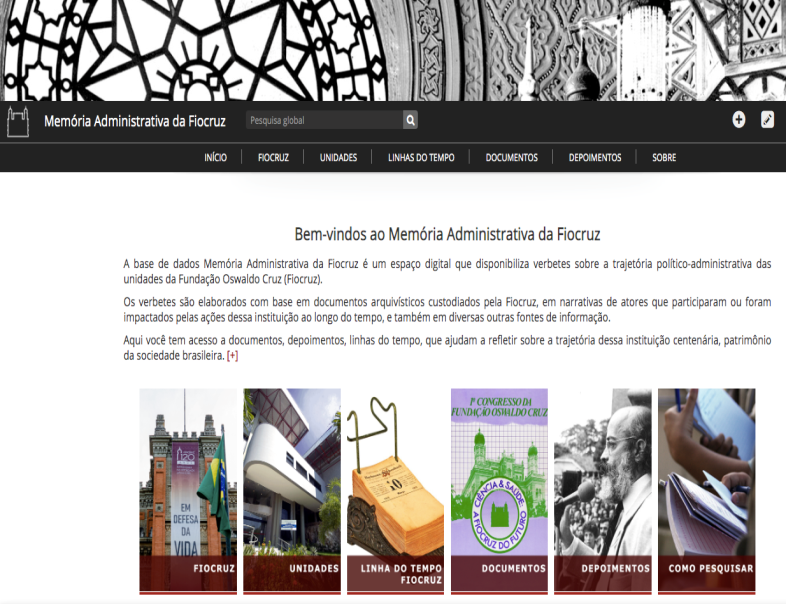 Memória Administrativa da Fiocruz
Pesquisa global
INÍCIO
FIOCRUZ
UNIDADES
LINHAS DO TEMPO
DOCUMENTOS
DEPOIMENTOS
SOBRE
Bem-vindos ao Memória Administrativa da Fiocruz
A base de dados Memória Administrativa da Fiocruz é um espaço digital que disponibiliza verbetes sobre a trajetória político-administrativa das
unidades da Fundação Oswaldo Cruz (Fiocruz).
Os verbetes são elaborados com base em documentos arquivísticos custodiados pela Fiocruz, em narrativas de atores que participaram ou foram
impactados pelas ações dessa instituição ao longo do tempo, e também em diversas outras fontes de informação.
Aqui você tem acesso a documentos, depoimentos, linhas do tempo, que ajudam a refletir sobre a trajetória dessa instituição centenária, patrimônio
da sociedade brasileira. [+]
120
EM
DEFESA
DA
VIDA
FIOCRUZ
UNIDADES
10
LINHA DO TEMPO
FIOCRUZ
1º CONGRESSO DA
FUNDAÇÃO OSWALDO CRUZ
CIÊNCIA & SAÚDE:
A FIOCRUZ DO FUTURO
DOCUMENTOS
DEPOIMENTOS
COMO PESQUISAR